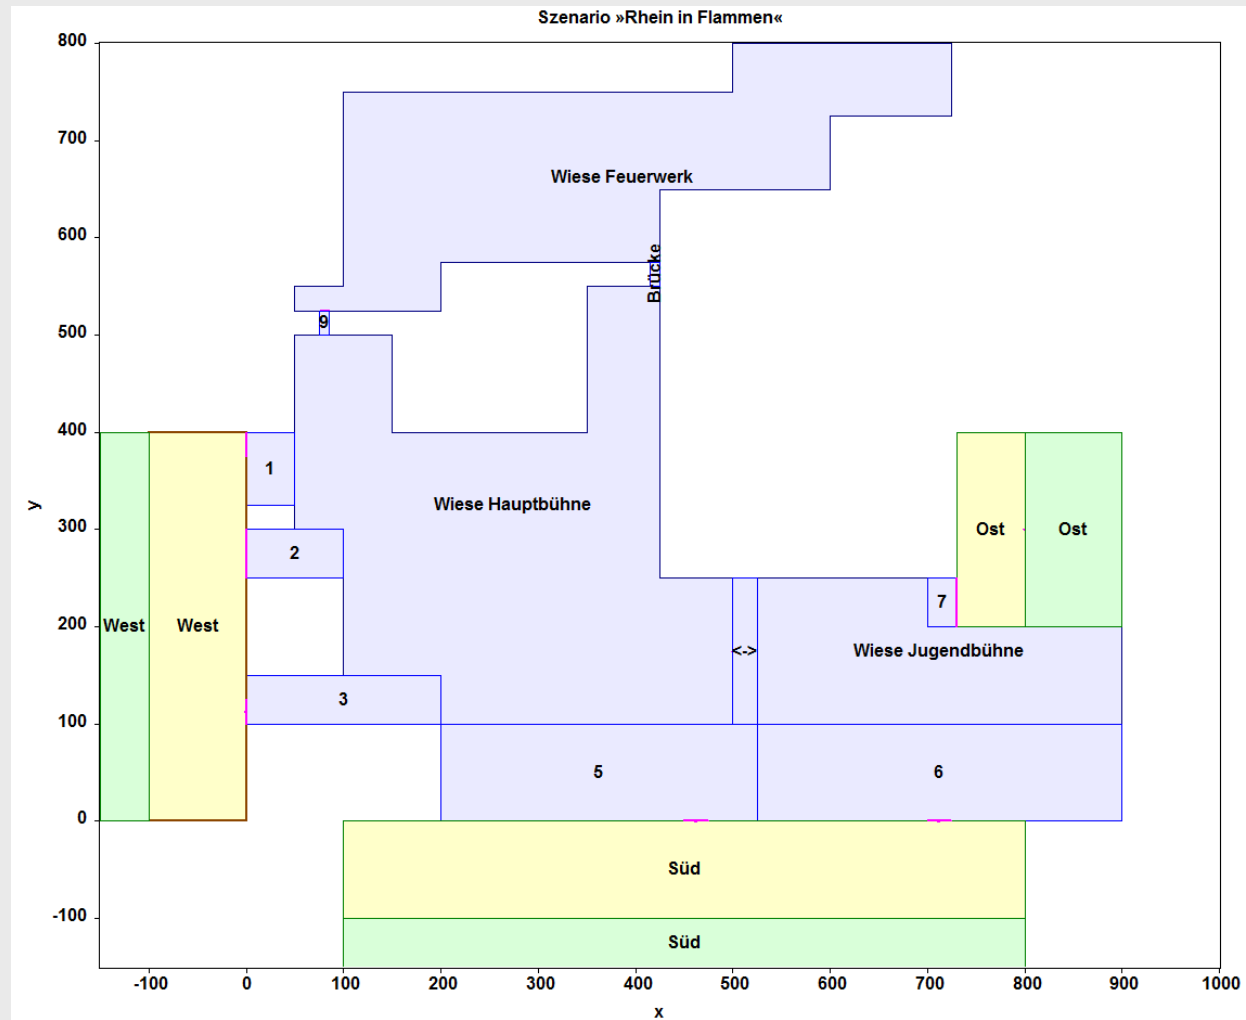 Szenario »Rhein in Flammen«
800
700
Wiese Feuerwerk
600
Brücke
500
9
400
1
Wiese Hauptbühne
y
300
2
Ost
Ost
7
200
West
West
<->
Wiese Jugendbühne
3
100
5
6
0
Süd
-100
Süd
-100
0
100
200
300
400
500
600
700
800
900
1000
x